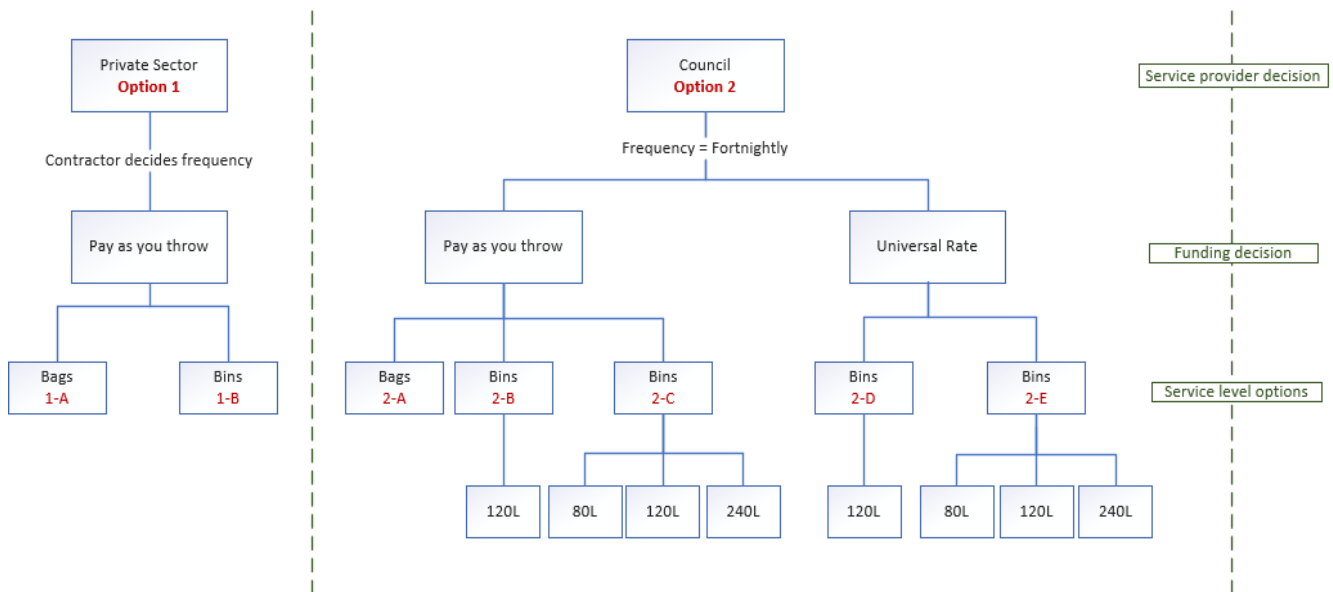 Private Sector
Option 1
Council
Option 2
Service provider decision
Contractor decides frequency
Frequency = Fortnightly
Pay as you throw
Pay as you throw
Universal Rate
Funding decision
Bags
1-A
Bins
1-B
Bags
2-A
Bins
2-B
Bins
2-C
Bins
2-D
Bins
2-E
Service level options
120L
80L
120L
240L
120L
80L
120L
240L